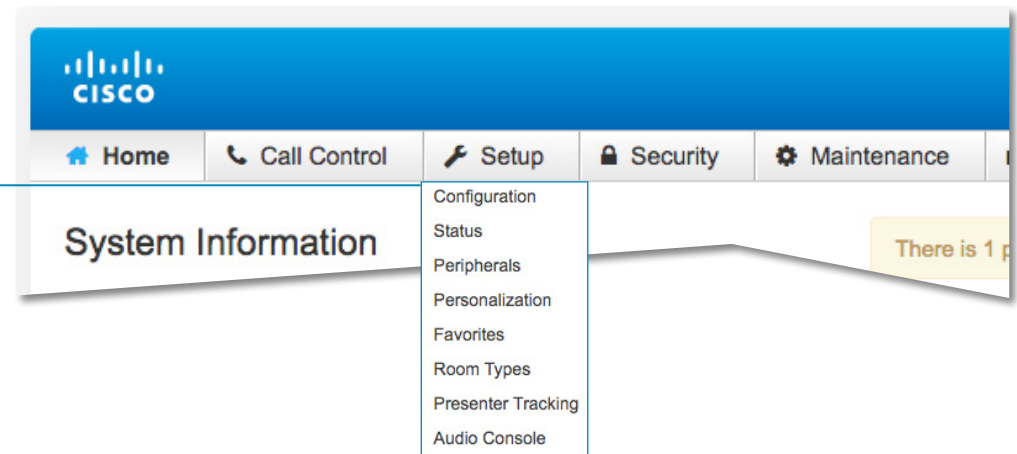 CISCO
Home Call Control Setup Security Maintenance
Configuration
System Information
Status
There is 1
Peripherals
Personalization
Favorites
Room Types
Presenter Tracking
Audio Console